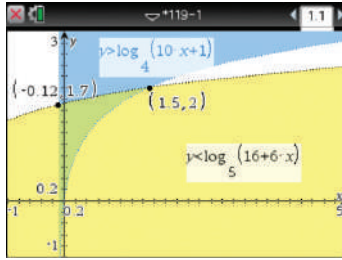 *119-1
1.1
3 y
y>log₄(10·x+1)
(-0.12,1.7)
(1.5,2)
y<log₅(16+6·x)
0.2
x
-1
0.2
5
-1